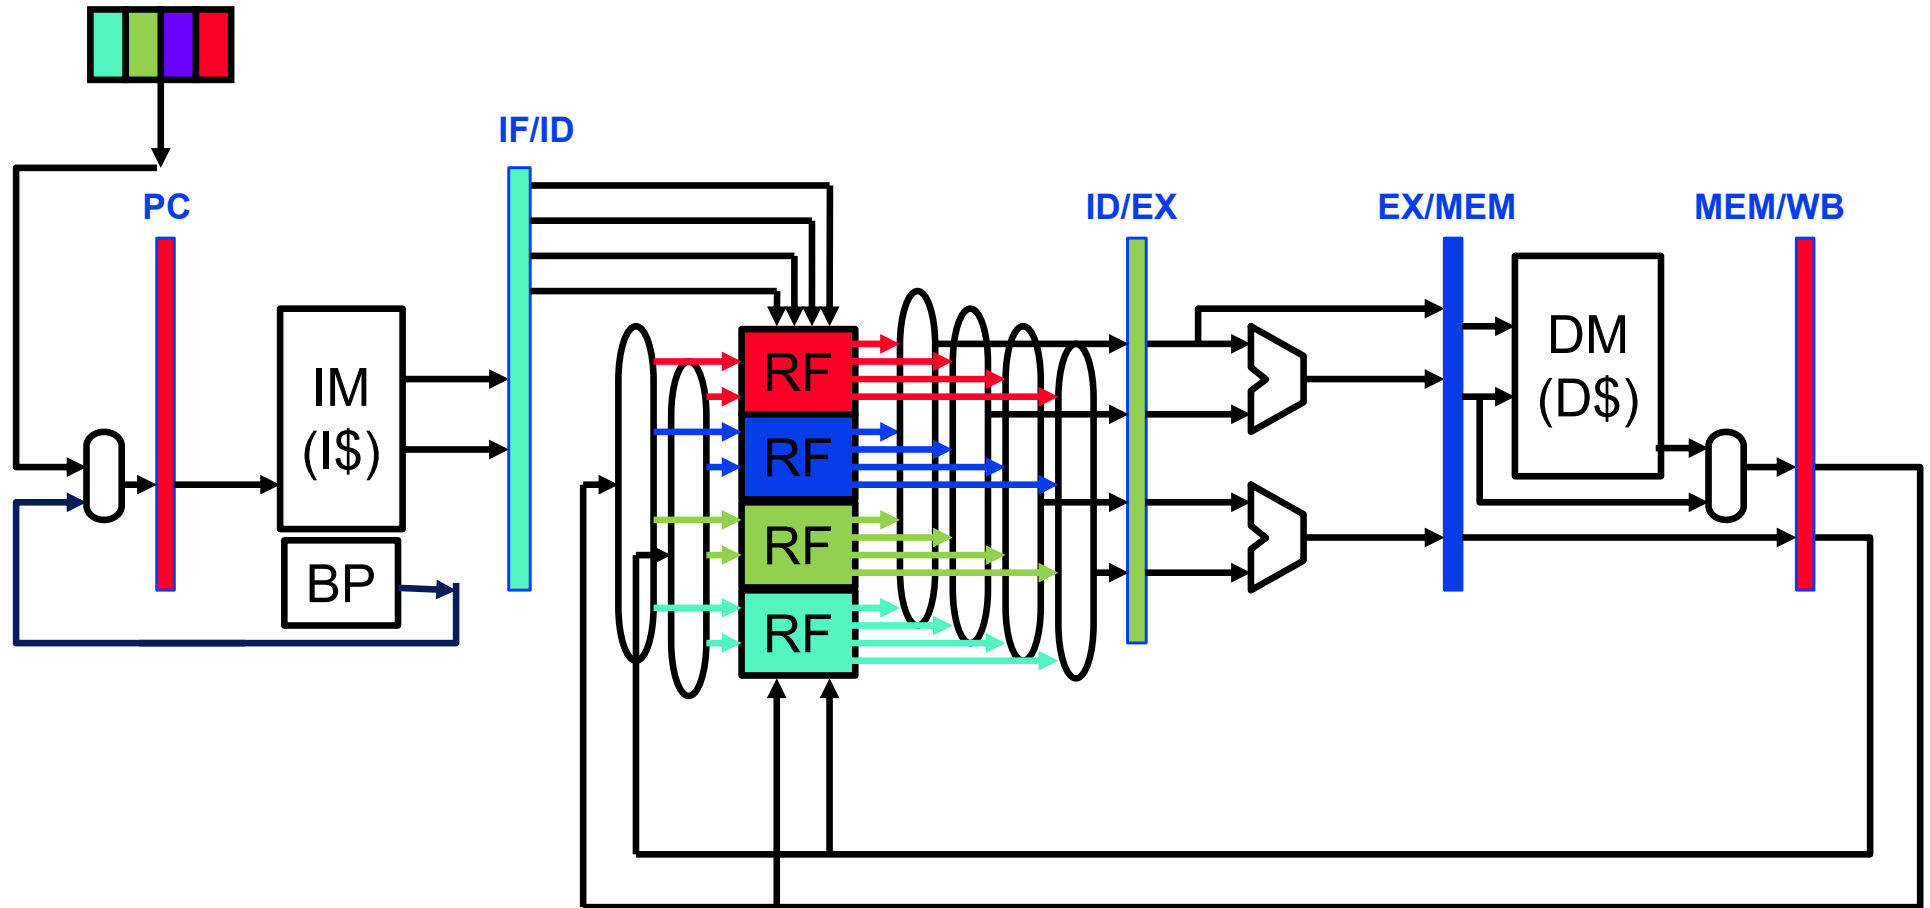 IF/ID
PC
ID/EX
EX/MEM
MEM/WB
IM
(I$)
BP
RF
RF
RF
RF
DM
(D$)